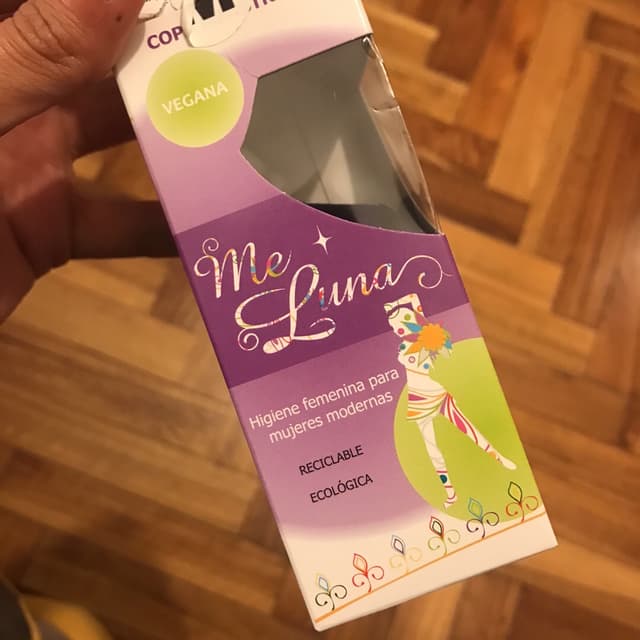 M
VEGANA
Me
Luna
Higiene femenina para
mujeres modernas
RECICLABLE
ECOLÓGICA